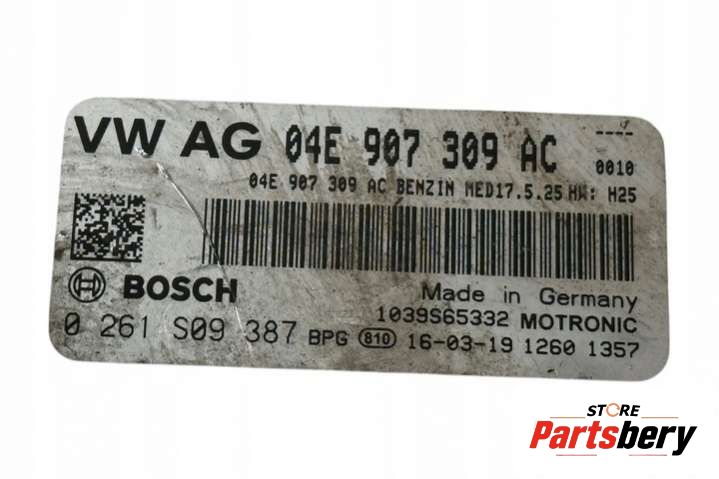 VW AG 04E 907 309 AC ----
0010
04E 907 309 AC BENZIN MED17.5.25 HW: H25
BOSCH Made in Germany
1039S65332 MOTRONIC
0 261 S09 387 BPG 810 16-03-19 1260 1357
STORE
Partsbery